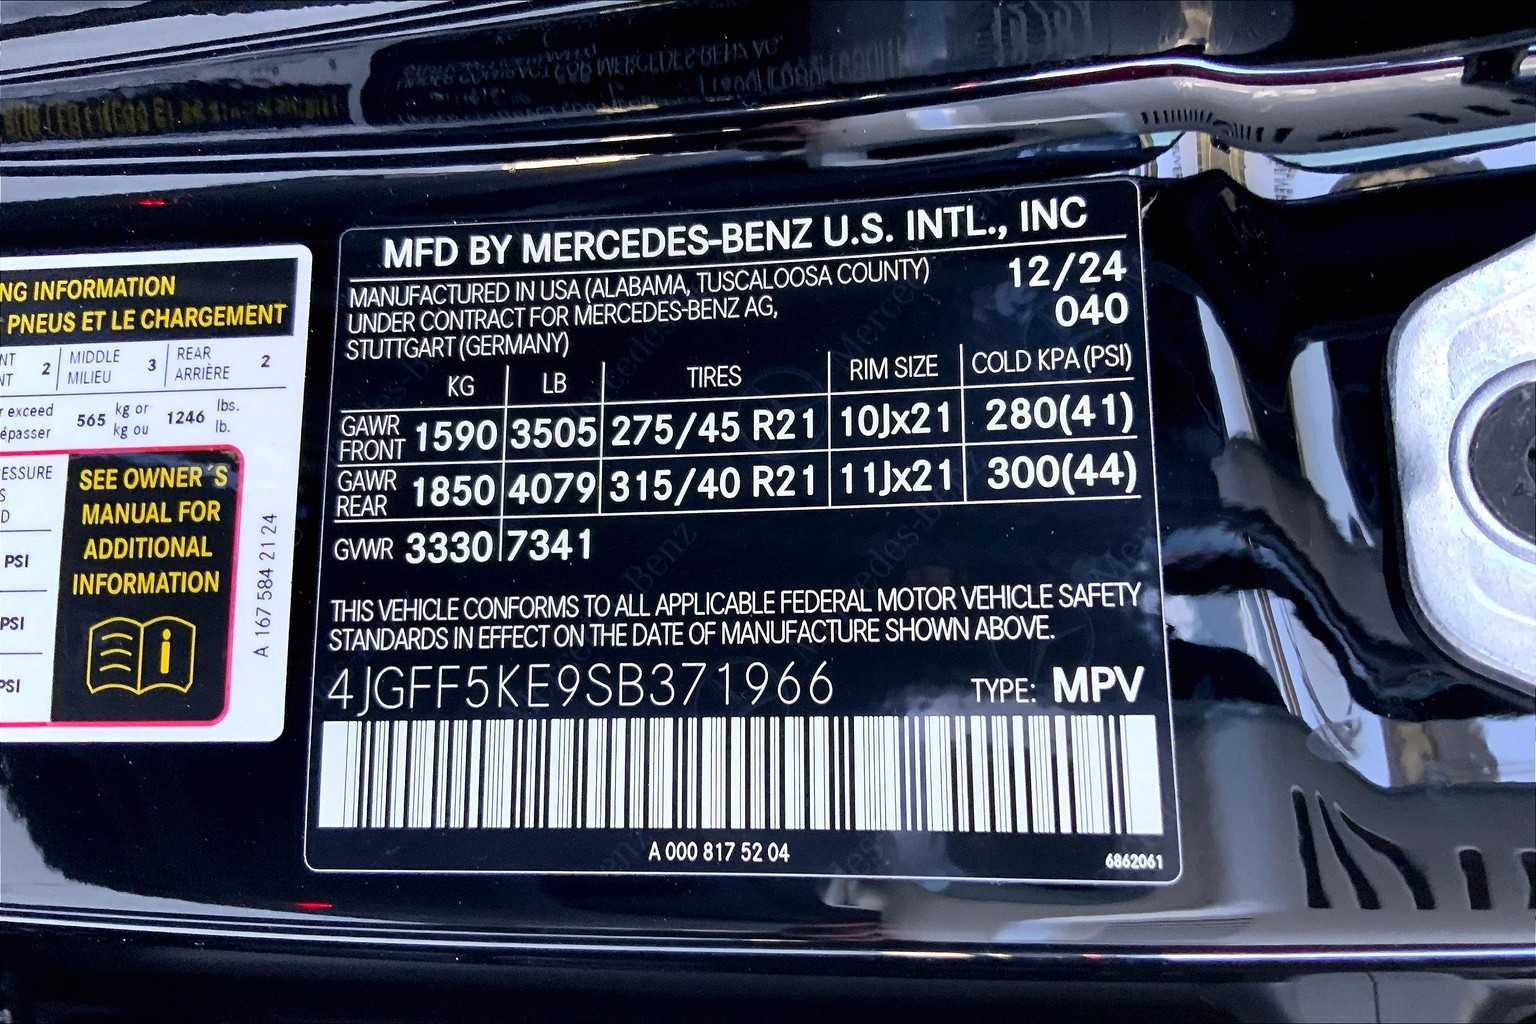 NG INFORMATION
PNEUS ET LE CHARGEMENT
NT 2 MIDDLE 3 REAR 2
NT MILIEU ARRIÈRE
exceed 565 kg or 1246 lbs.
épasser kg ou lb.
ESSURE
S
D
PSI
PSI
PSI
SEE OWNER´S
MANUAL FOR
ADDITIONAL
INFORMATION
i
A 167 584 21 24
MFD BY MERCEDES-BENZ U.S. INTL., INC
MANUFACTURED IN USA (ALABAMA, TUSCALOOSA COUNTY) 12/24
UNDER CONTRACT FOR MERCEDES-BENZ AG, 040
STUTTGART (GERMANY)
KG LB TIRES RIM SIZE COLD KPA (PSI)
GAWR FRONT 1590 3505 275/45 R21 10Jx21 280(41)
GAWR REAR 1850 4079 315/40 R21 11Jx21 300(44)
GVWR 3330 7341
THIS VEHICLE CONFORMS TO ALL APPLICABLE FEDERAL MOTOR VEHICLE SAFETY
STANDARDS IN EFFECT ON THE DATE OF MANUFACTURE SHOWN ABOVE.
4JGFF5KE9SB371966 TYPE: MPV
A 000 817 52 04
6862061